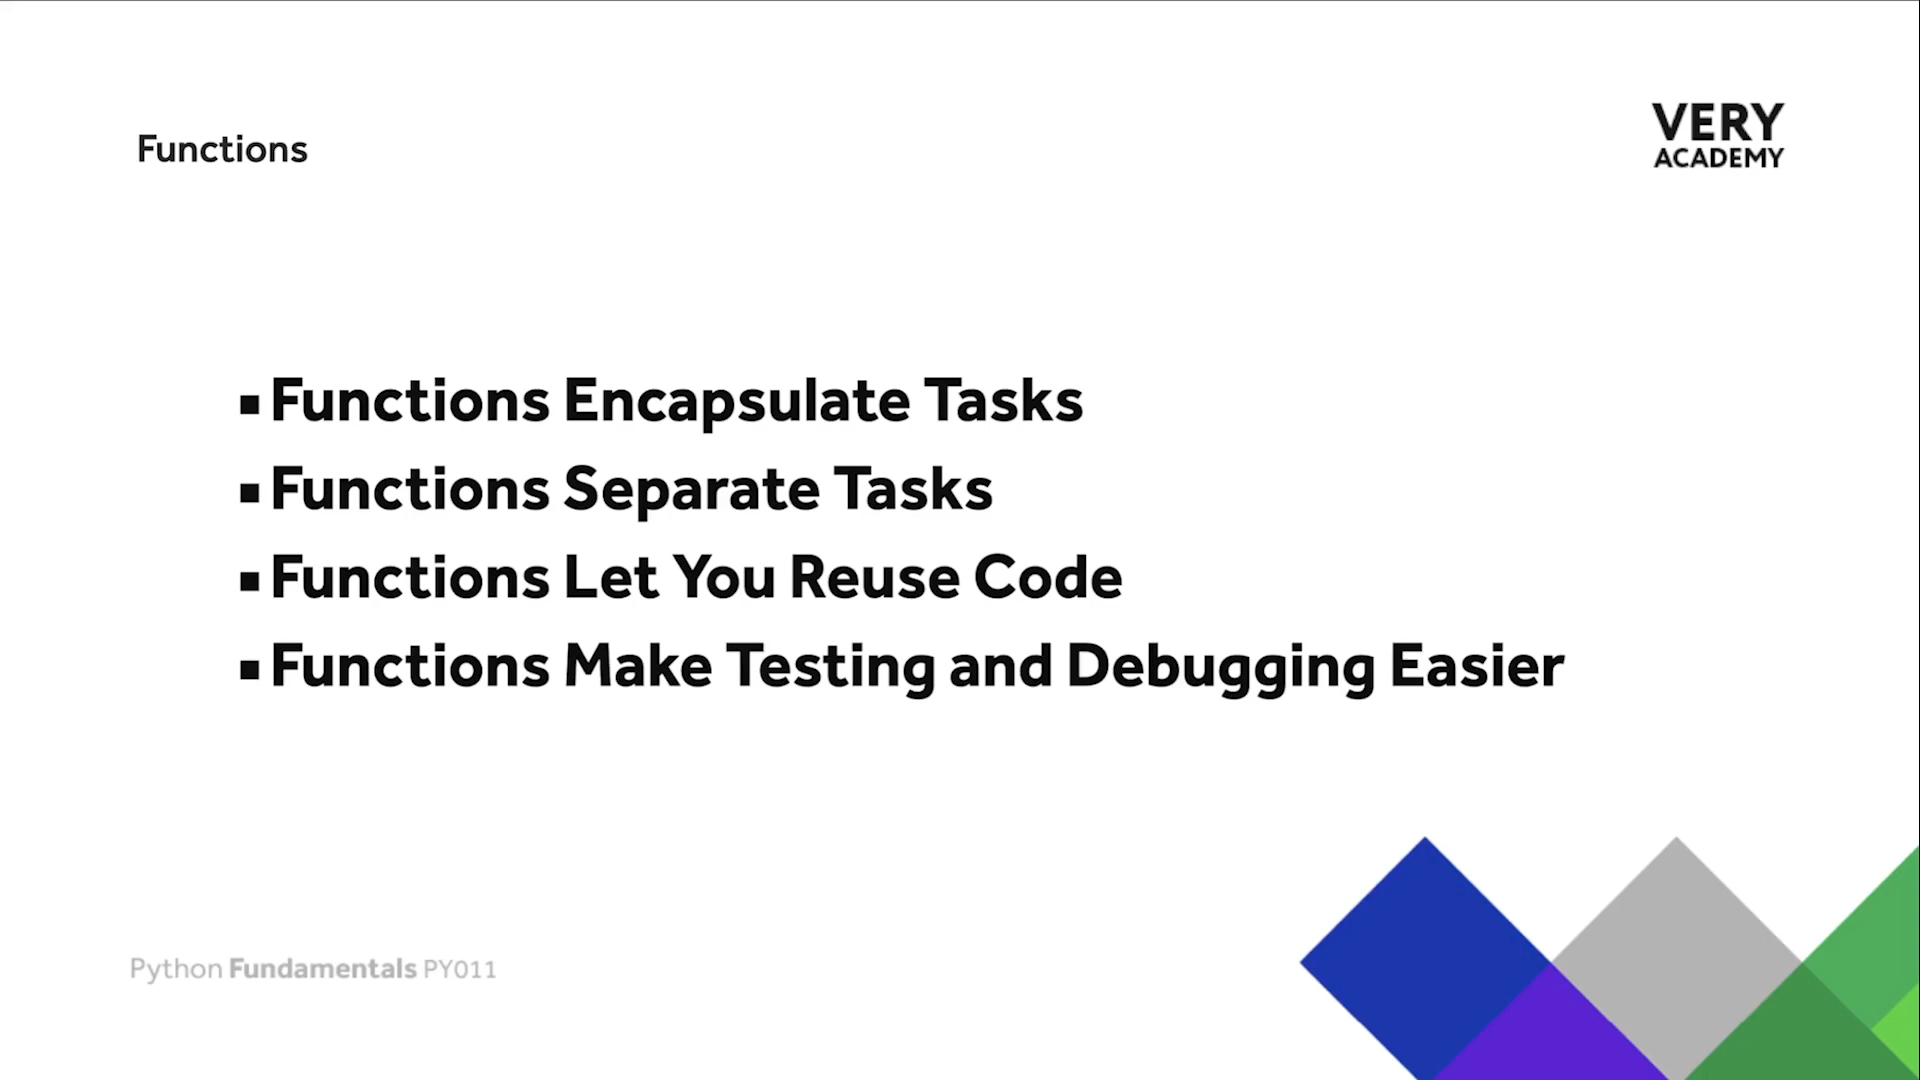 Functions
VERY
ACADEMY
▪Functions Encapsulate Tasks
▪Functions Separate Tasks
▪Functions Let You Reuse Code
▪Functions Make Testing and Debugging Easier
Python Fundamentals PY011